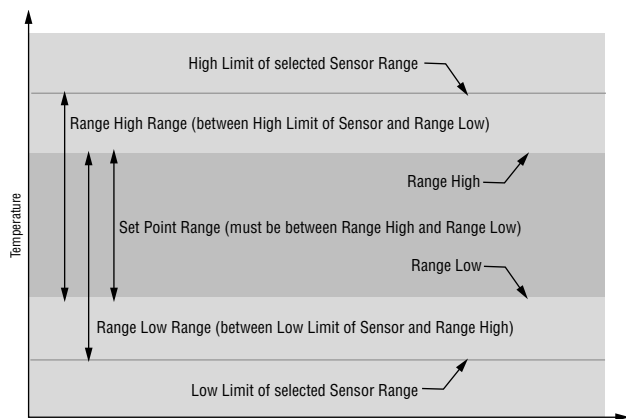 High Limit of selected Sensor Range
Range High Range (between High Limit of Sensor and Range Low)
Range High
Temperature
Set Point Range (must be between Range High and Range Low)
Range Low
Range Low Range (between Low Limit of Sensor and Range High)
Low Limit of selected Sensor Range